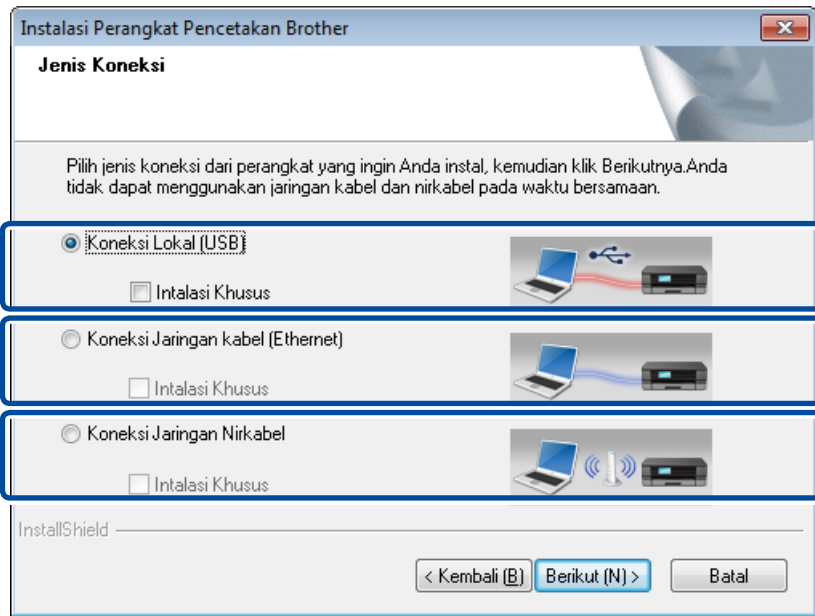 Instalasi Perangkat Pencetakan Brother
Jenis Koneksi
Pilih jenis koneksi dari perangkat yang ingin Anda instal, kemudian klik Berikutnya.Anda
tidak dapat menggunakan jaringan kabel dan nirkabel pada waktu bersamaan.
Koneksi Lokal (USB)
Intalasi Khusus
Koneksi Jaringan kabel (Ethernet)
Intalasi Khusus
Koneksi Jaringan Nirkabel
Intalasi Khusus
InstallShield
< Kembali (B) Berikut (N) > Batal